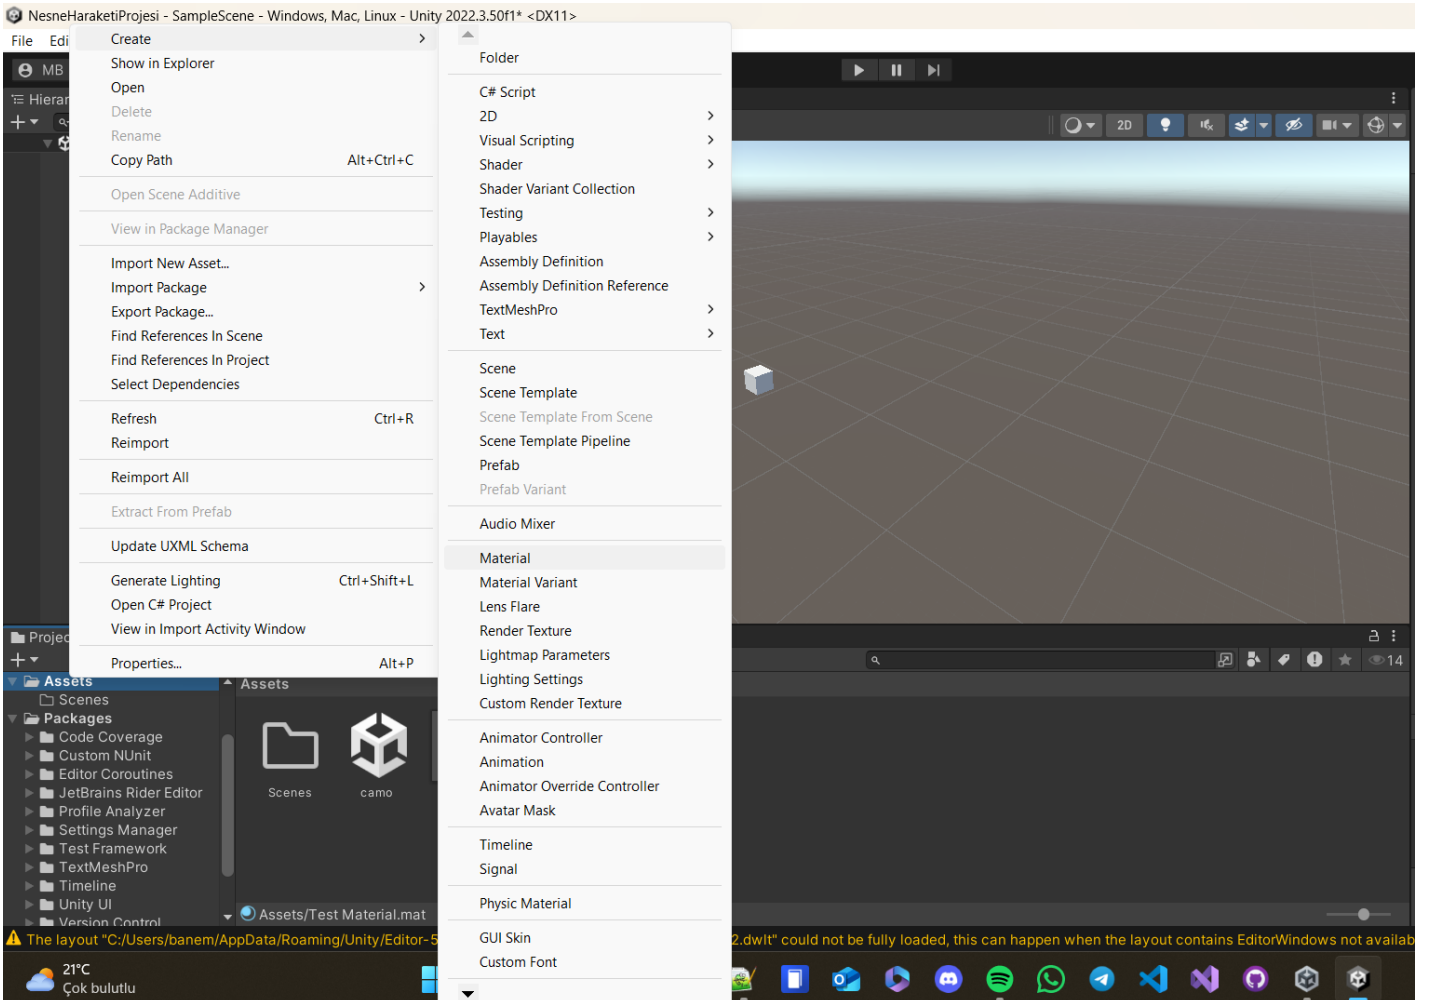 NesneHaraketiProjesi - SampleScene - Windows, Mac, Linux - Unity 2022.3.50f1* <DX11>
File Edi
MB
Hierar
Create
Show in Explorer
Open
Delete
Rename
Copy Path Alt+Ctrl+C
Open Scene Additive
View in Package Manager
Import New Asset...
Import Package
Export Package...
Find References In Scene
Find References In Project
Select Dependencies
Refresh Ctrl+R
Reimport
Reimport All
Extract From Prefab
Update UXML Schema
Generate Lighting Ctrl+Shift+L
Open C# Project
View in Import Activity Window
Properties... Alt+P
Folder
C# Script
2D
Visual Scripting
Shader
Shader Variant Collection
Testing
Playables
Assembly Definition
Assembly Definition Reference
TextMeshPro
Text
Scene
Scene Template
Scene Template From Scene
Scene Template Pipeline
Prefab
Prefab Variant
Audio Mixer
Material
Material Variant
Lens Flare
Render Texture
Lightmap Parameters
Lighting Settings
Custom Render Texture
Animator Controller
Animation
Animator Override Controller
Avatar Mask
Timeline
Signal
Physic Material
GUI Skin
Custom Font
2D
Projec
14
Assets
Scenes
Packages
Code Coverage
Custom NUnit
Editor Coroutines
JetBrains Rider Editor
Profile Analyzer
Settings Manager
Test Framework
TextMeshPro
Timeline
Unity UI
Version Control
Assets
Scenes
camo
Assets/Test Material.mat
The layout "C:/Users/banem/AppData/Roaming/Unity/Editor-5 2.dwlt" could not be fully loaded, this can happen when the layout contains EditorWindows not availab
21°C
Çok bulutlu